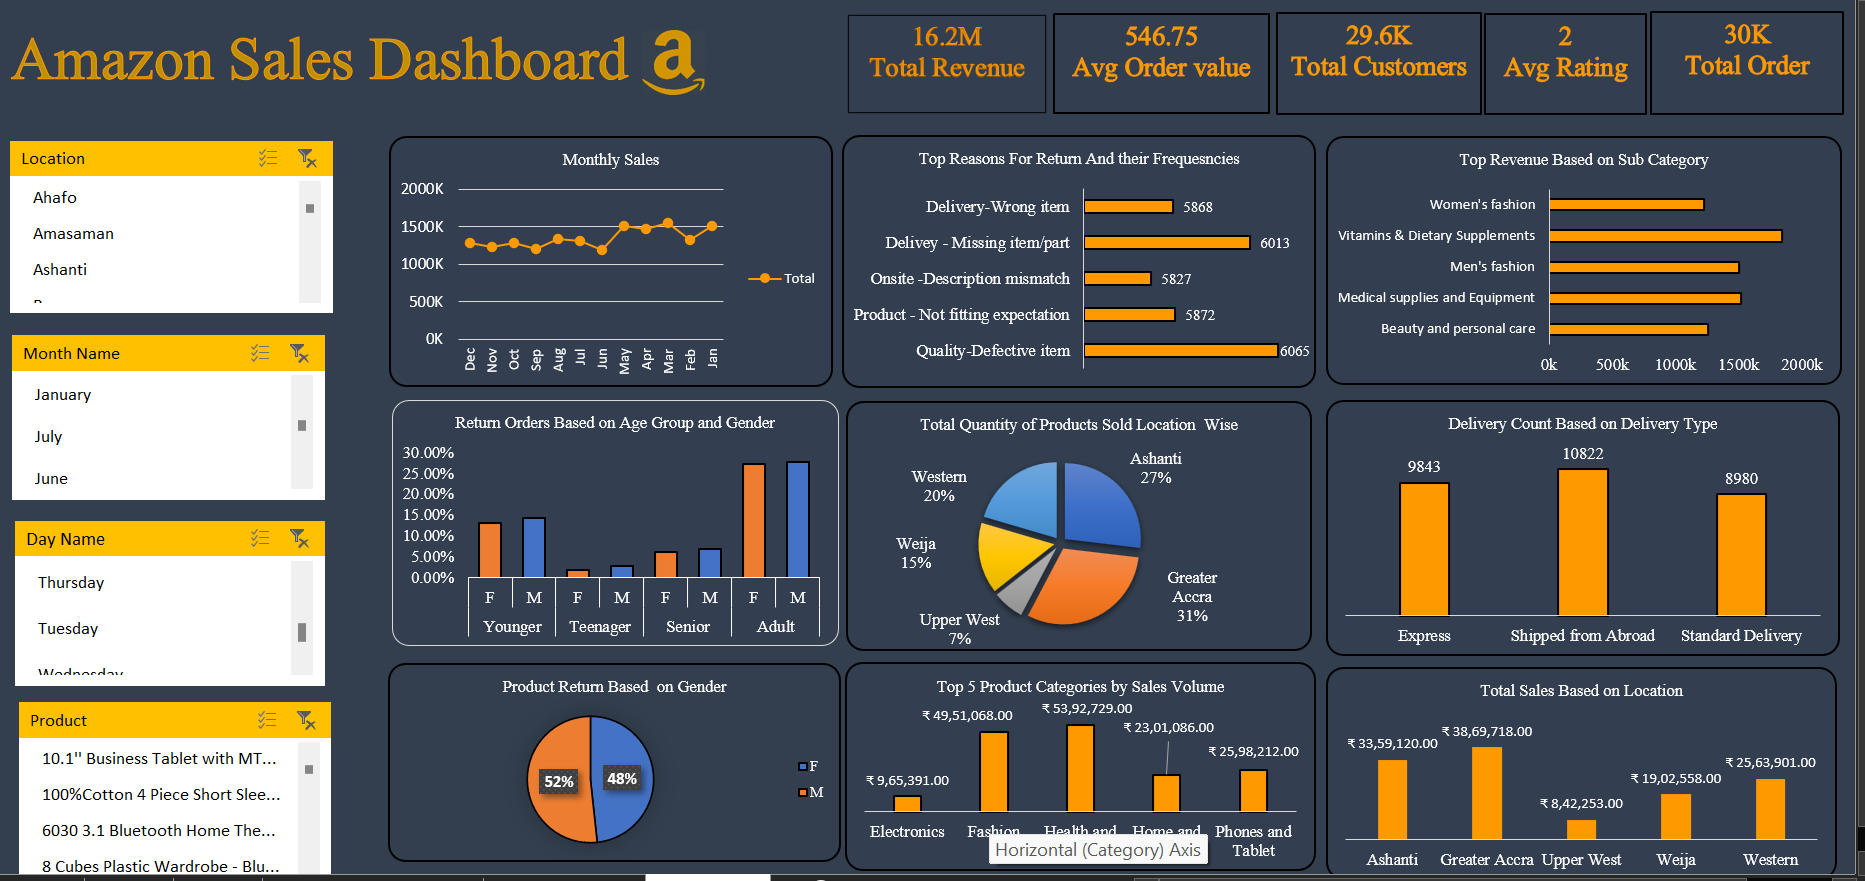 Amazon Sales Dashboard
a
16.2M
Total Revenue
546.75
Avg Order value
29.6K
Total Customers
2
Avg Rating
30K
Total Order
Location
Ahafo
Amasaman
Ashanti
Month Name
January
July
June
Day Name
Thursday
Tuesday
Wednesday
Product
10.1" Business Tablet with MT...
100%Cotton 4 Piece Short Slee...
6030 3.1 Bluetooth Home The...
8 Cubes Plastic Wardrobe - Blu...
Monthly Sales
2000K
1500K
1000K
500K
0K
Dec
Nov
Oct
Sep
Aug
Jul
Jun
May
Apr
Mar
Feb
Jan
Total
Top Reasons For Return And their Frequesncies
Delivery-Wrong item 5868
Delivey - Missing item/part 6013
Onsite -Description mismatch 5827
Product - Not fitting expectation 5872
Quality-Defective item 6065
Top Revenue Based on Sub Category
Women's fashion
Vitamins & Dietary Supplements
Men's fashion
Medical supplies and Equipment
Beauty and personal care
0k 500k 1000k 1500k 2000k
Return Orders Based on Age Group and Gender
30.00%
25.00%
20.00%
15.00%
10.00%
5.00%
0.00%
F M F M F M F M
Younger Teenager Senior Adult
Total Quantity of Products Sold Location Wise
Ashanti
27%
Western
20%
Weija
15%
Greater
Accra
31%
Upper West
7%
Delivery Count Based on Delivery Type
9843 10822 8980
Express Shipped from Abroad Standard Delivery
Product Return Based on Gender
52% 48%
F
M
Top 5 Product Categories by Sales Volume
₹ 9,65,391.00
₹ 49,51,068.00
₹ 53,92,729.00
₹ 23,01,086.00
₹ 25,98,212.00
Electronics Fashion Health and Home and Phones and
Tablet
Horizontal (Category) Axis
Total Sales Based on Location
₹ 33,59,120.00
₹ 38,69,718.00
₹ 8,42,253.00
₹ 19,02,558.00
₹ 25,63,901.00
Ashanti Greater Accra Upper West Weija Western